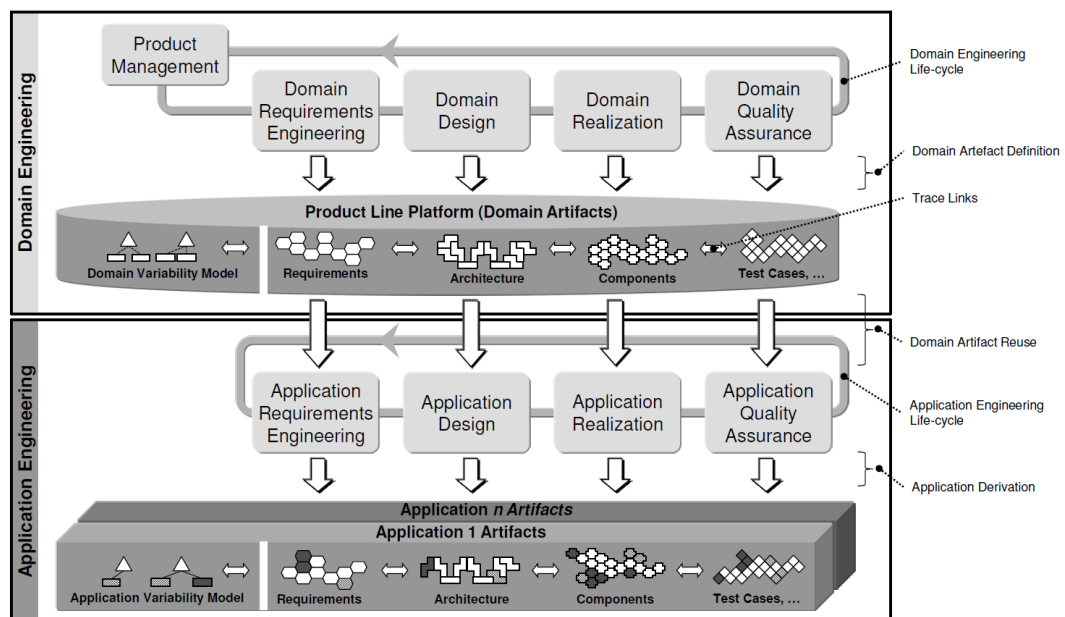 Domain Engineering
Product
Management
Domain
Requirements
Engineering
Domain
Design
Domain
Realization
Domain
Quality
Assurance
Domain Engineering
Life-cycle
Domain Artefact Definition
Product Line Platform (Domain Artifacts)
Trace Links
Domain Variability Model
Requirements
Architecture
Components
Test Cases, ...
Domain Artifact Reuse
Application Engineering
Application
Requirements
Engineering
Application
Design
Application
Realization
Application
Quality
Assurance
Application Engineering
Life-cycle
Application Derivation
Application n Artifacts
Application 1 Artifacts
Application Variability Model
Requirements
Architecture
Components
Test Cases, ...